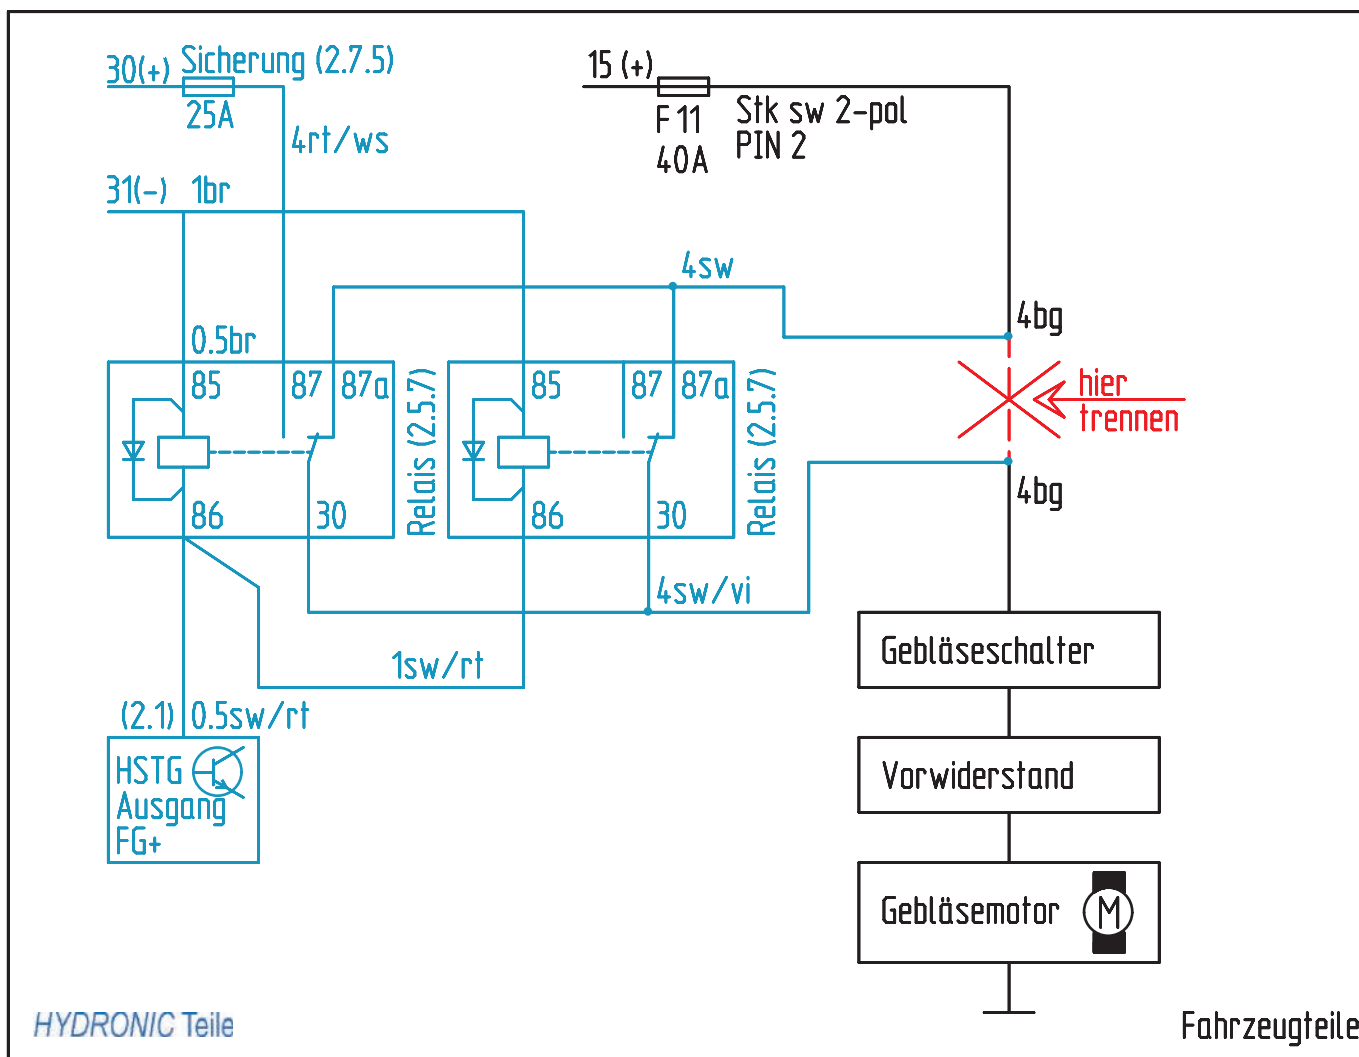 30(+) Sicherung (2.7.5)
25A
4rt/ws
15 (+)
F 11
40A
Stk sw 2-pol
PIN 2
31(-) 1br
4sw
0.5br
4bg
85 87 87a
Relais (2.5.7)
86 30
85 87 87a
Relais (2.5.7)
86 30
hier
trennen
4bg
4sw/vi
1sw/rt
(2.1) 0.5sw/rt
HSTG
Ausgang
FG+
Gebläseschalter
Vorwiderstand
Gebläsemotor M
HYDRONIC Teile
Fahrzeugteile